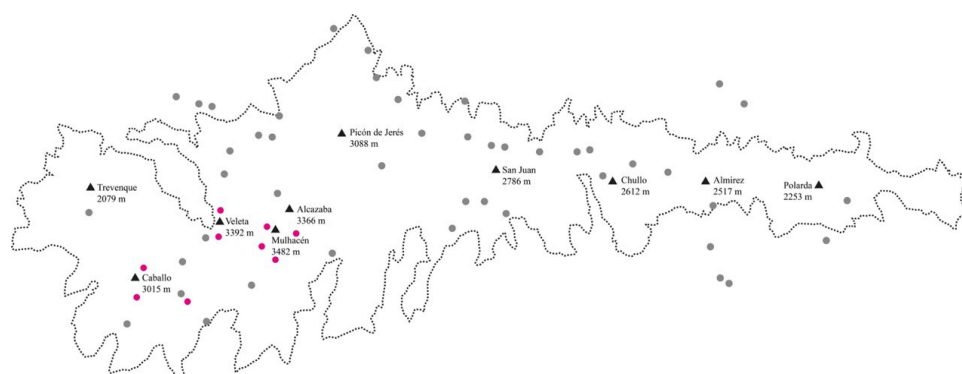 Picón de Jerés
3088 m
San Juan
2786 m
Trevenque
2079 m
Chullo
2612 m
Almirez
2517 m
Polarda
2253 m
Alcazaba
3366 m
Veleta
3392 m
Mulhacén
3482 m
Caballo
3015 m